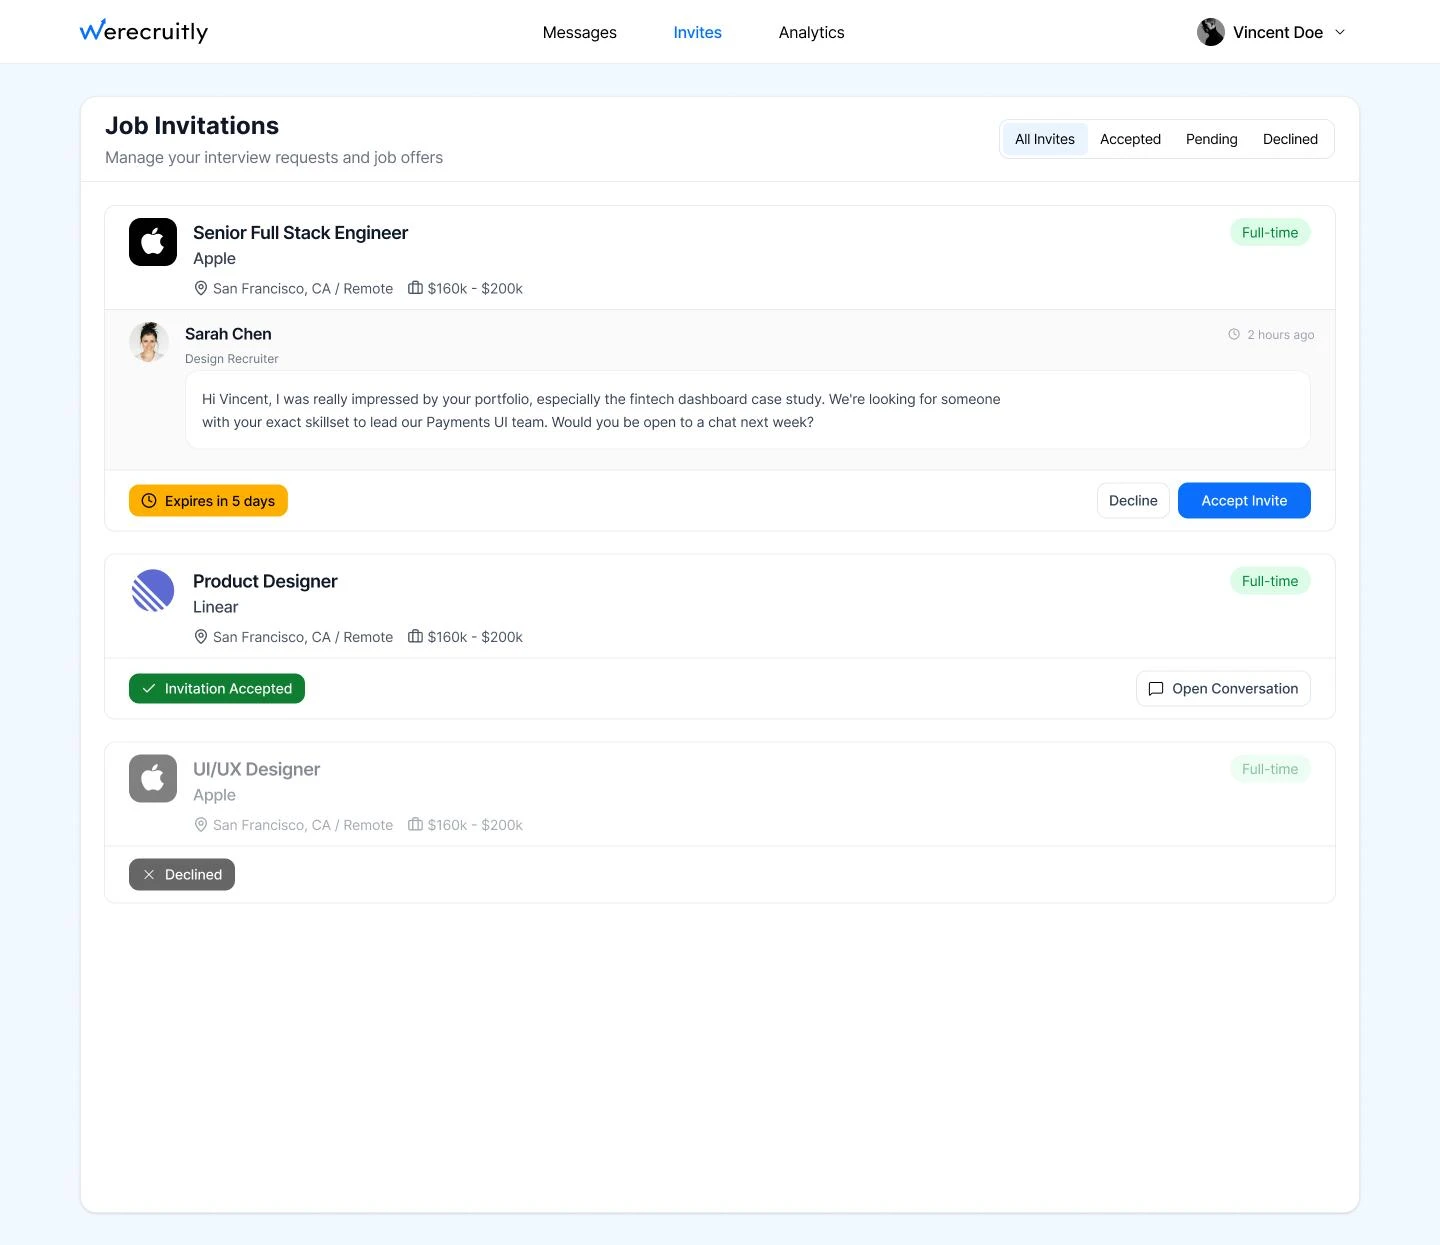 Werecruitly
Messages
Invites
Analytics
Vincent Doe
Job Invitations
Manage your interview requests and job offers
All Invites
Accepted
Pending
Declined
Senior Full Stack Engineer
Full-time
Apple
San Francisco, CA / Remote
$160k - $200k
Sarah Chen
2 hours ago
Design Recruiter
Hi Vincent, I was really impressed by your portfolio, especially the fintech dashboard case study. We're looking for someone
with your exact skillset to lead our Payments UI team. Would you be open to a chat next week?
Expires in 5 days
Decline
Accept Invite
Product Designer
Full-time
Linear
San Francisco, CA / Remote
$160k - $200k
Invitation Accepted
Open Conversation
UI/UX Designer
Full-time
Apple
San Francisco, CA / Remote
$160k - $200k
Declined